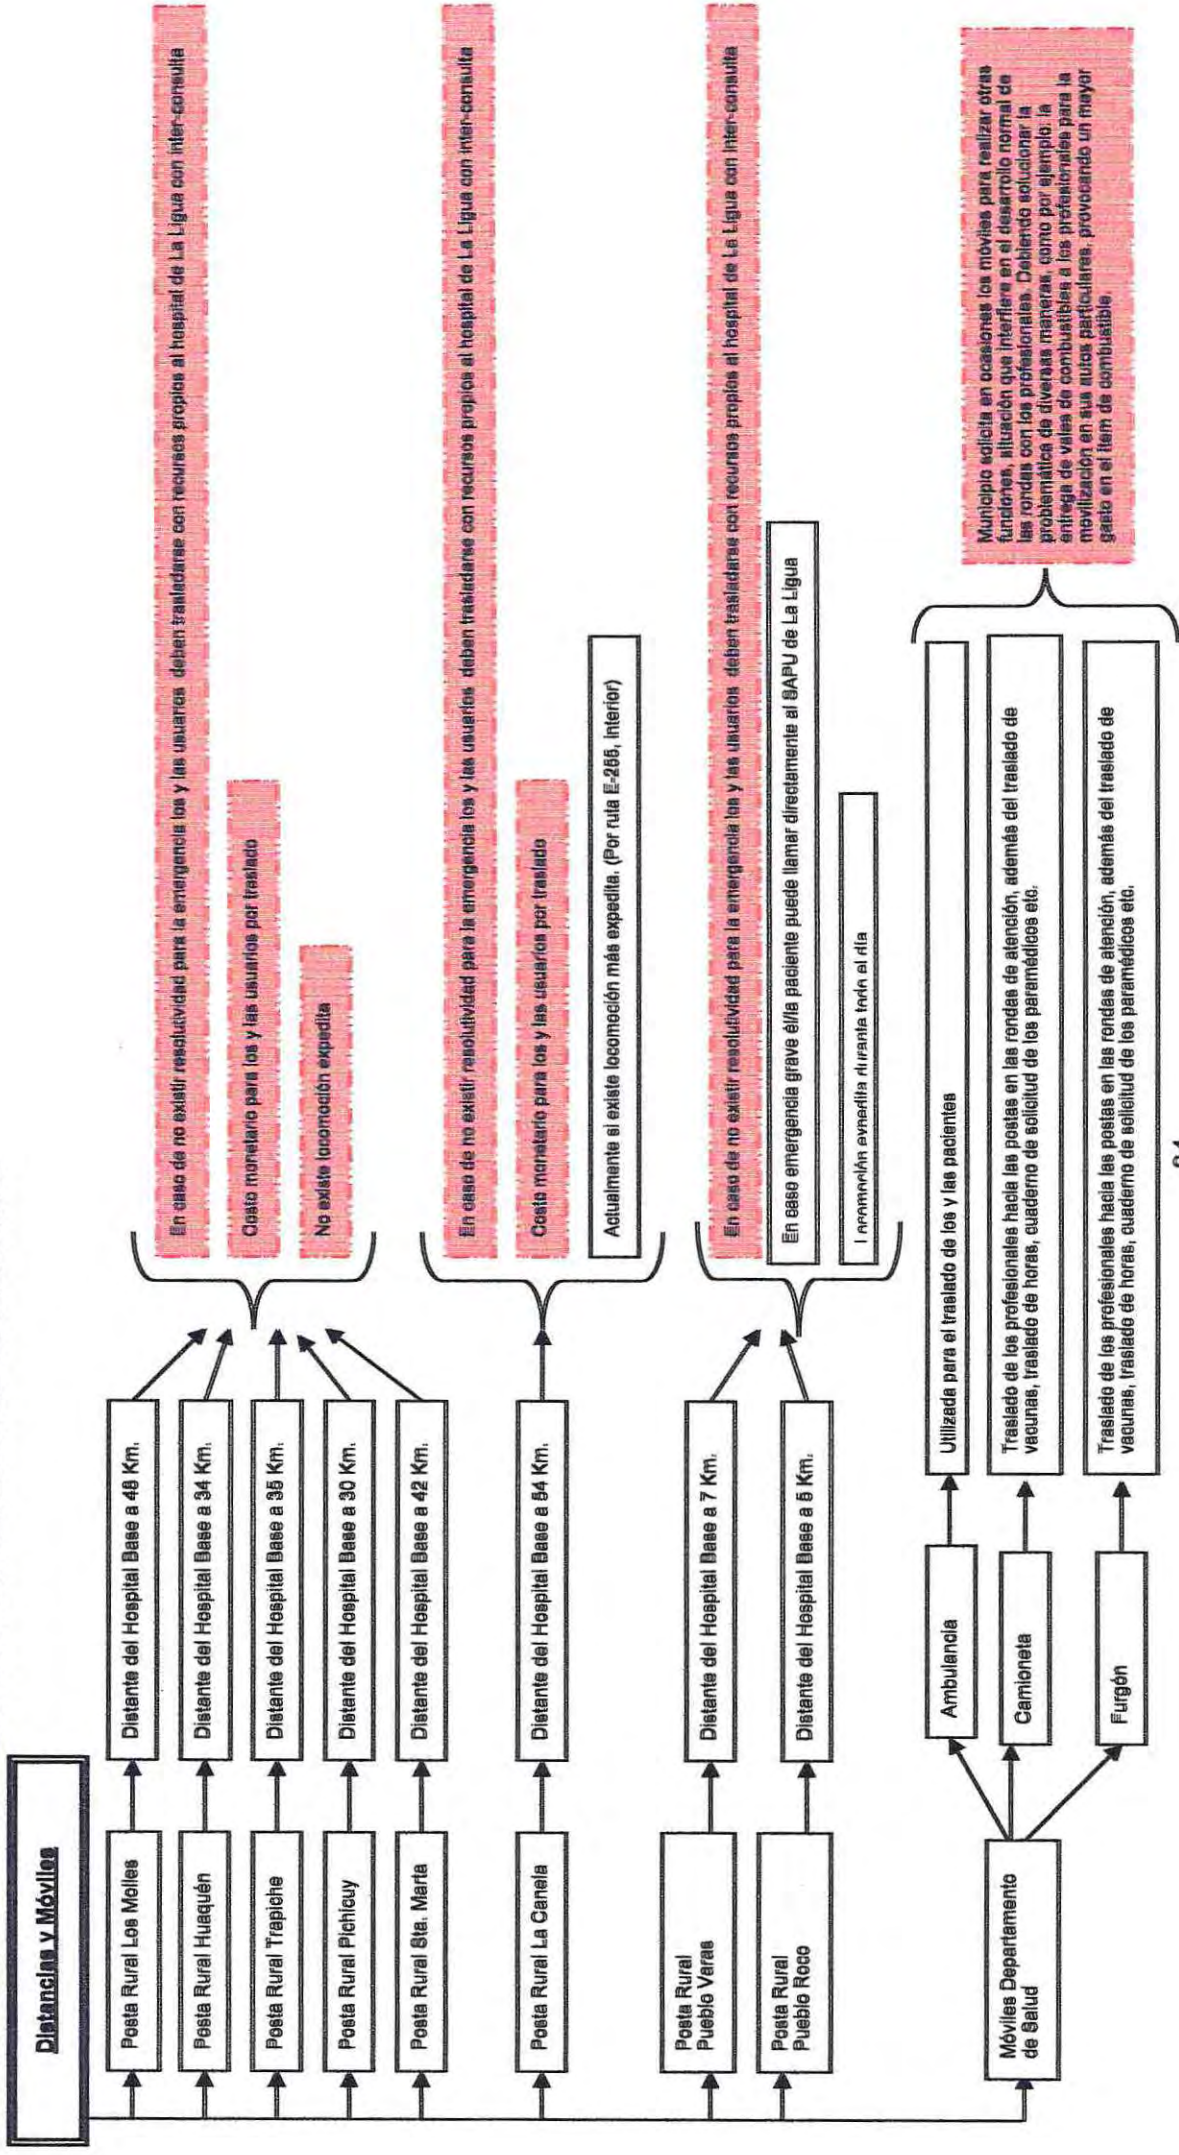 Distancias y Móviles
Posta Rural Los Molles
Distante del Hospital Base a 48 Km.
Posta Rural Huaquén
Distante del Hospital Base a 34 Km.
Posta Rural Trapiche
Distante del Hospital Base a 35 Km.
Posta Rural Pichicuy
Distante del Hospital Base a 30 Km.
Posta Rural Sta. Marta
Distante del Hospital Base a 42 Km.
En caso de no existir resolutividad para la emergencia los y las usuarios deben trasladarse con recursos propios al hospital de La Ligua con inter-consulta
Costo monetario para los y las usuarios por traslado
No existe locomoción expedita
Posta Rural La Canela
Distante del Hospital Base a 54 Km.
En caso de no existir resolutividad para la emergencia los y las usuarios deben trasladarse con recursos propios al hospital de La Ligua con inter-consulta
Costo monetario para los y las usuarios por traslado
Actualmente si existe locomoción más expedita. (Por ruta E-255, interior)
Posta Rural
Pueblo Varas
Distante del Hospital Base a 7 Km.
Posta Rural
Pueblo Roco
Distante del Hospital Base a 5 Km.
En caso de no existir resolutividad para la emergencia los y las usuarios deben trasladarse con recursos propios al hospital de La Ligua con inter-consulta
En caso emergencia grave él/la paciente puede llamar directamente al SAPU de La Ligua
Locomoción expedita durante todo el día
Móviles Departamento
de Salud
Ambulancia
Utilizada para el traslado de los y las pacientes
Camioneta
Traslado de los profesionales hacia las postas en las rondas de atención, además del traslado de
vacunas, traslado de horas, cuaderno de solicitud de los paramédicos etc.
Furgón
Traslado de los profesionales hacia las postas en las rondas de atención, además del traslado de
vacunas, traslado de horas, cuaderno de solicitud de los paramédicos etc.
Municipio solicita en ocasiones los móviles para realizar otras
funciones, situación que interfiere en el desarrollo normal de
las rondas con los profesionales. Debiendo solucionar la
problemática de diversas maneras, como por ejemplo: la
entrega de vales de combustibles a los profesionales para la
movilización en sus autos particulares, provocando un mayor
gasto en el ítem de combustible.